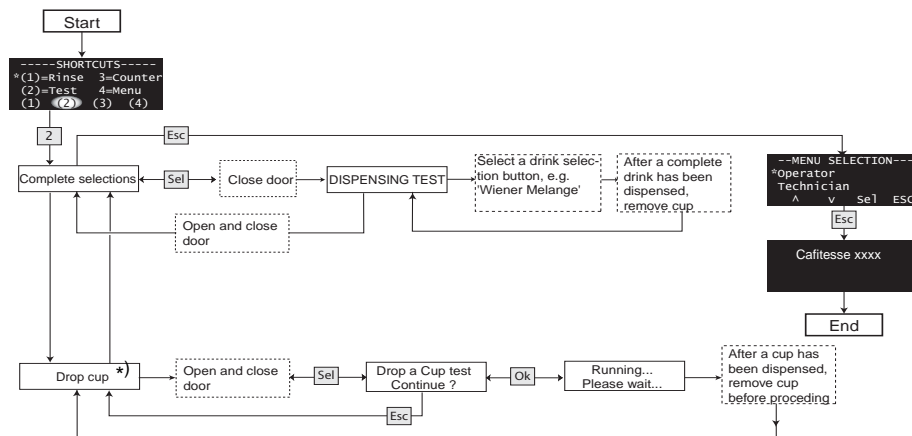 Start
-----SHORTCUTS-----
*(1)=Rinse 3=Counter
(2)=Test 4=Menu
(1) (2) (3) (4)
2
Esc
Complete selections
Sel
Close door
DISPENSING TEST
Select a drink selec-
tion button, e.g.
'Wiener Melange'
After a complete
drink has been
dispensed,
remove cup
--MENU SELECTION---
*Operator
Technician
^ v Sel ESC
Open and close
door
Esc
Cafitesse xxxx
End
Drop cup *)
Open and close
door
Sel
Drop a Cup test
Continue ?
Ok
Running...
Please wait...
After a cup has
been dispensed,
remove cup
before proceding
Esc